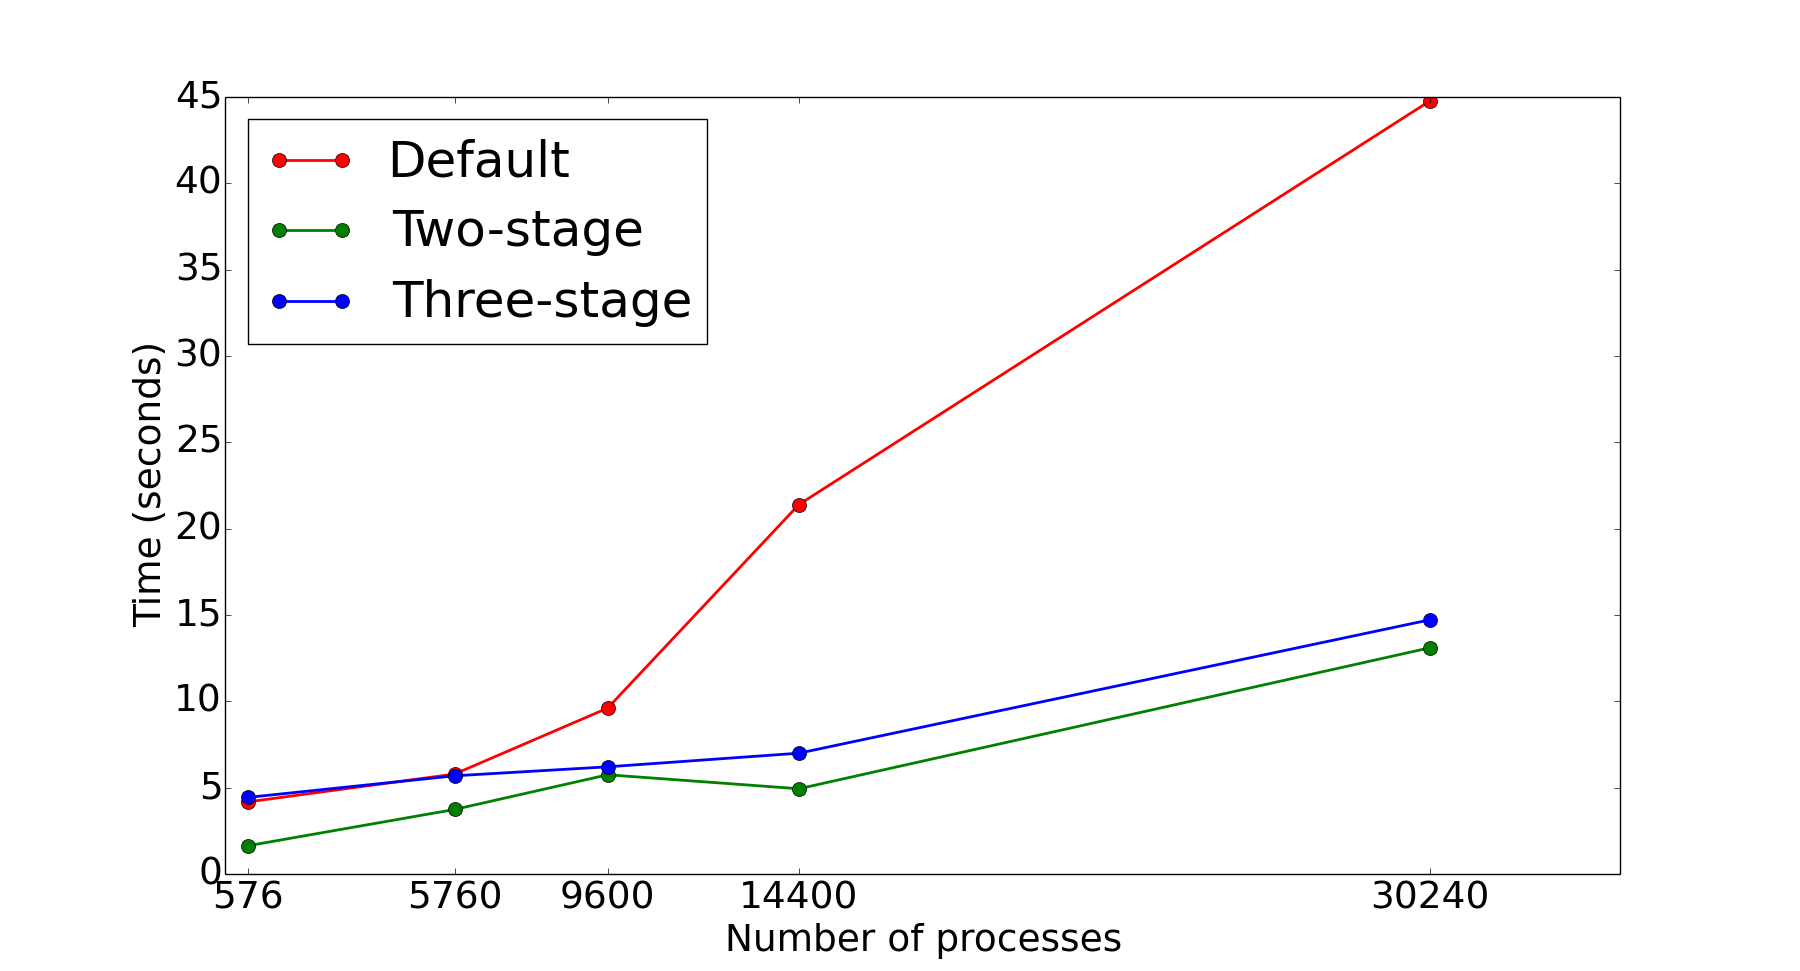 45
40
35
30
25
20
15
10
5
0
Time (seconds)
Default
Two-stage
Three-stage
576 5760 9600 14400 30240
Number of processes